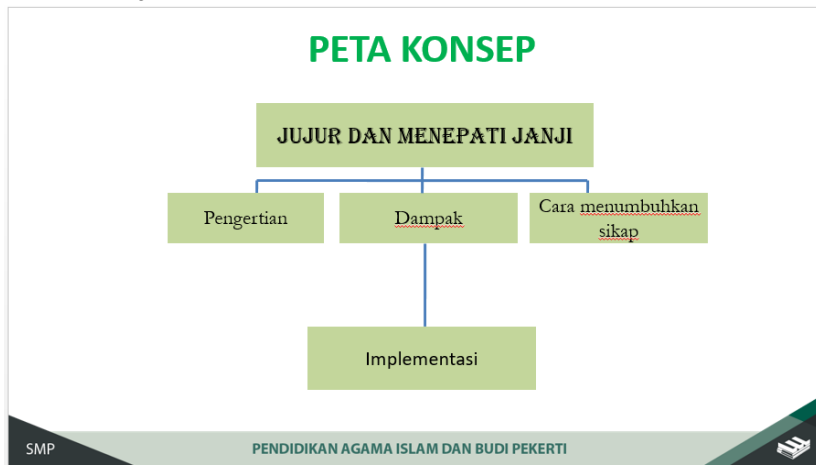 PETA KONSEP
JUJUR DAN MENEPATI JANJI
Pengertian
Dampak
Cara menumbuhkan
sikap
Implementasi
SMP
PENDIDIKAN AGAMA ISLAM DAN BUDI PEKERTI